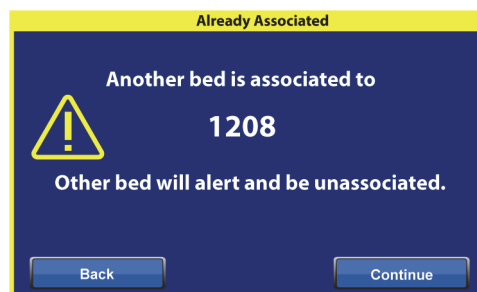 Already Associated
Another bed is associated to
1208
Other bed will alert and be unassociated.
Back
Continue